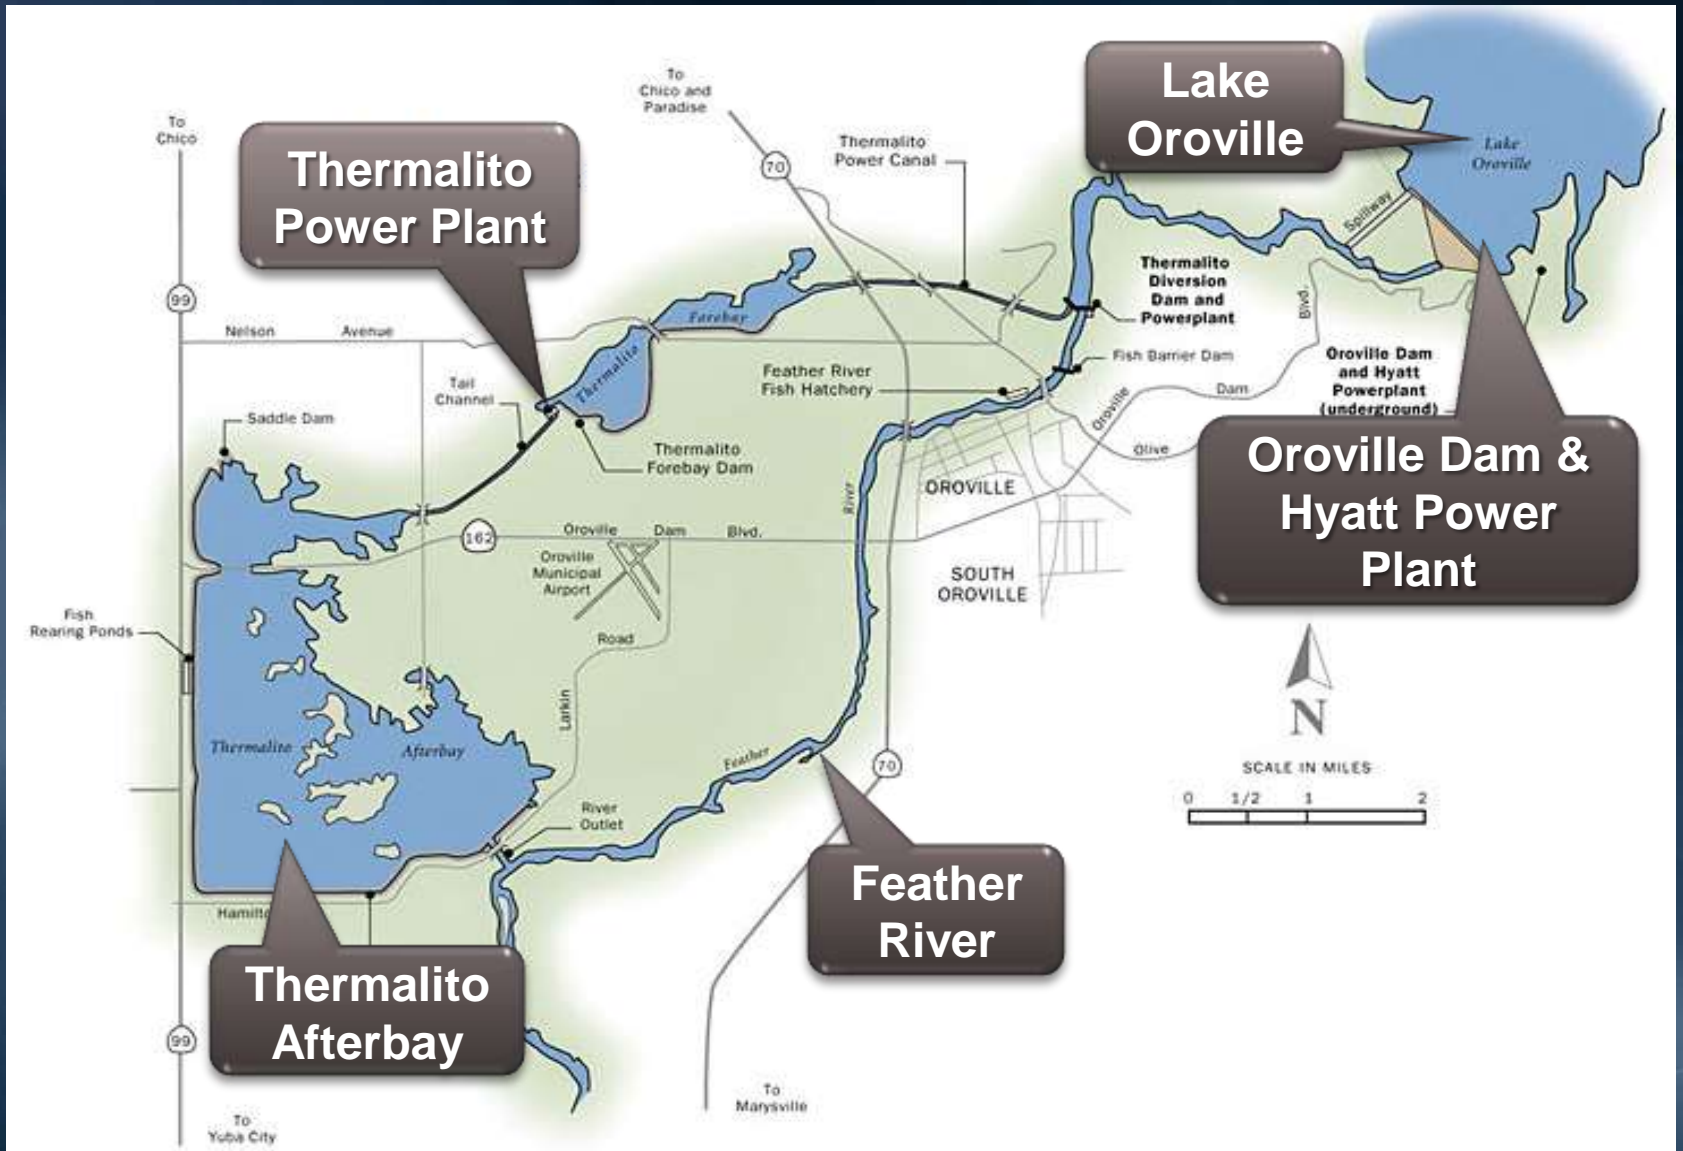 To
Chico and
Paradise
To
Chico
Lake
Oroville
Thermalito
Power Plant
Thermalito
Power Canal
70
Lake
Oroville
Spillway
Thermalito
Diversion
Dam and
Powerplant
99
Nelson Avenue
Forebay
Thermalito
Blvd.
Fish Barrier Dam
Oroville Dam
and Hyatt
Powerplant
(underground)
Feather River
Fish Hatchery
Tail
Channel
Saddle Dam
Dam
Oroville
Olive
Thermalito
Forebay Dam
Oroville Dam &
Hyatt Power
Plant
River
OROVILLE
162
Oroville Dam Blvd.
Oroville
Municipal
Airport
SOUTH
OROVILLE
Fish
Rearing Ponds
Road
Larkin
N
Thermalito Afterbay
Feather
70
SCALE IN MILES
0 1/2 1 2
River
Outlet
Feather
River
Thermalito
Afterbay
99
To
Marysville
To
Yuba City